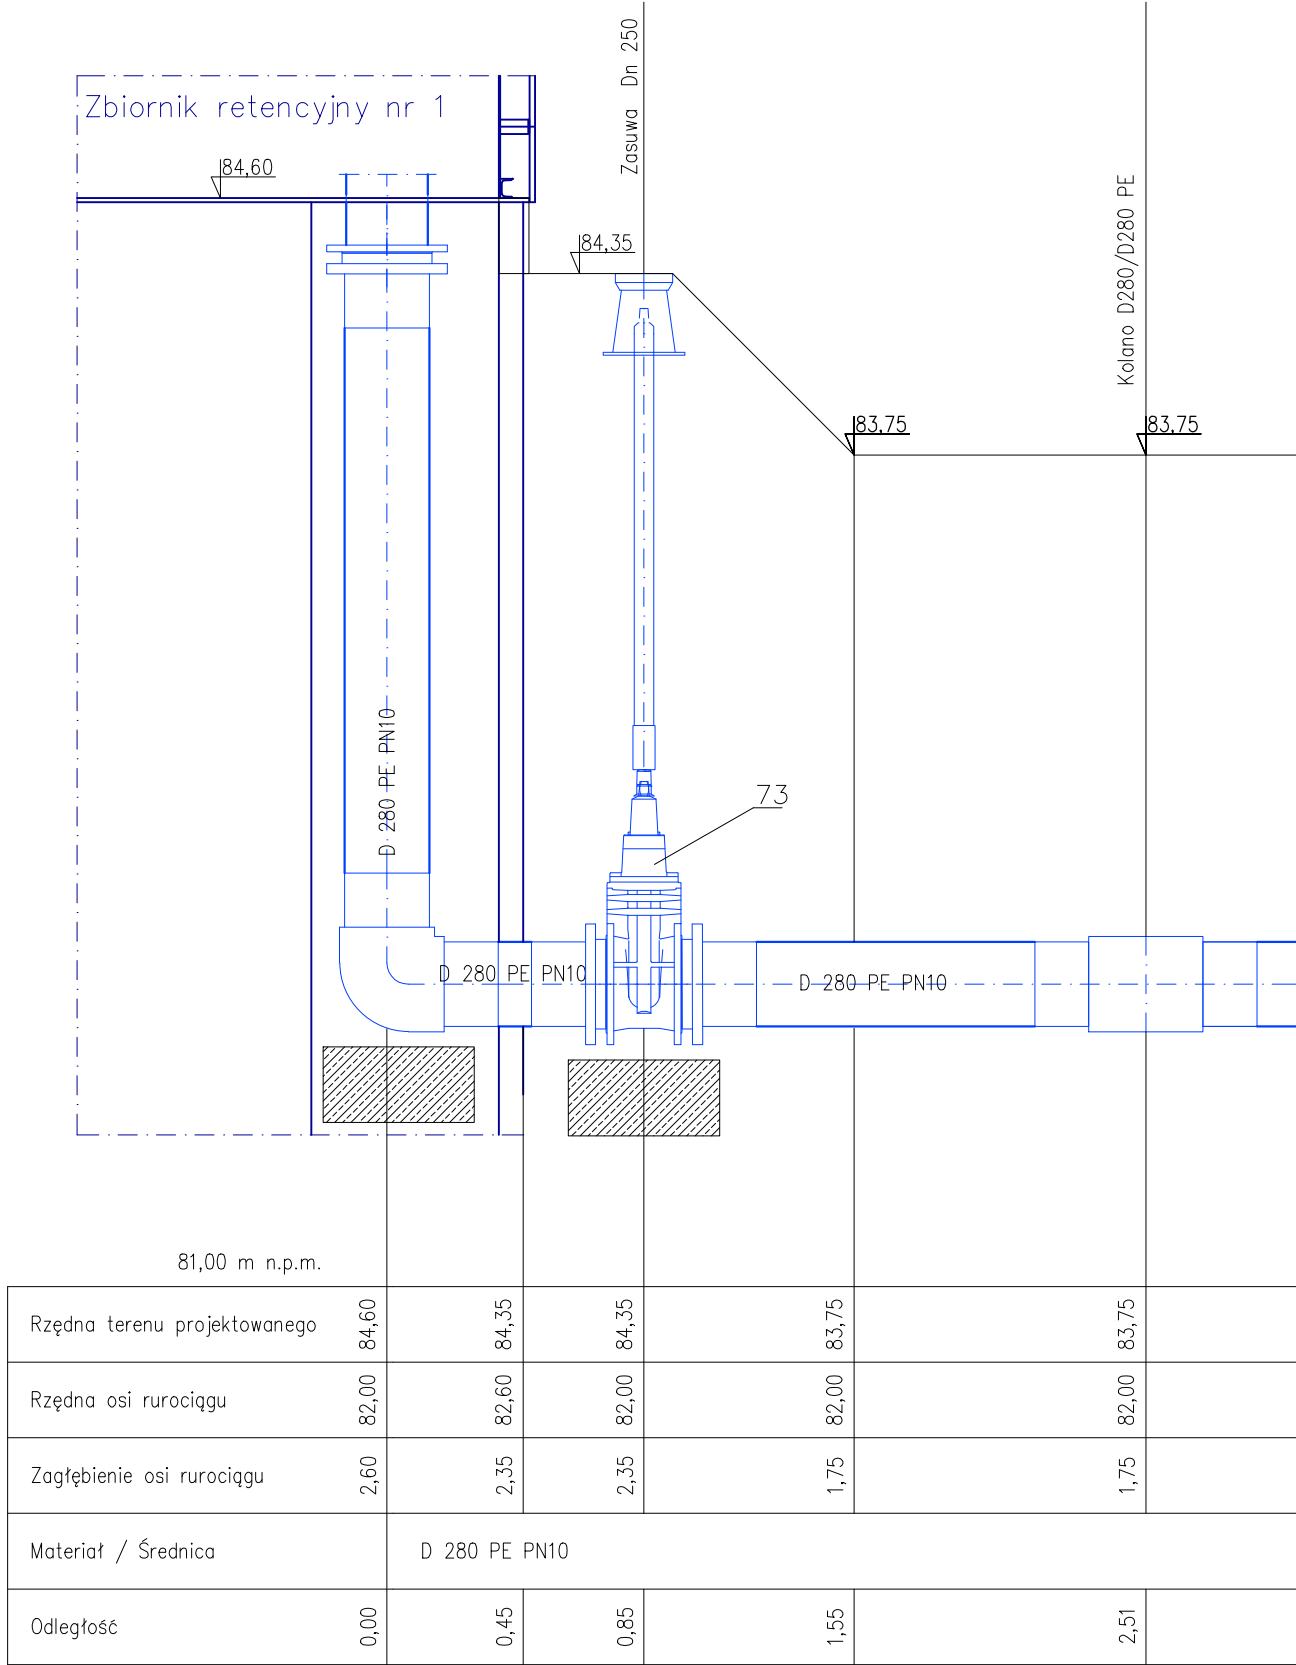 Zasuwa Dn 250
Zbiornik retencyjny nr 1
84,60
Kolano D280/D280 PE
84,35
83,75
83,75
D 280 PE PN10
73
D 280 PE PN10
D 280 PE PN10
81,00 m n.p.m.
Rzędna terenu projektowanego 84,60 84,35 84,35 83,75 83,75
Rzędna osi rurociągu 82,00 82,60 82,00 82,00 82,00
Zagłębienie osi rurociągu 2,60 2,35 2,35 1,75 1,75
Materiał / Średnica D 280 PE PN10
Odległość 0,00 0,45 0,85 1,55 2,51